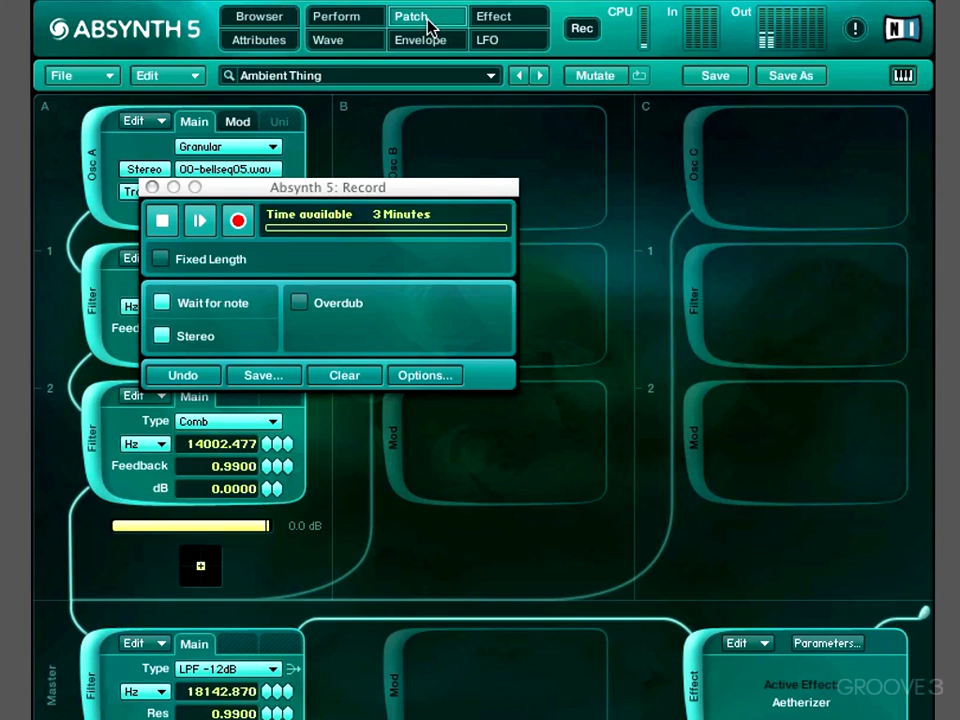 ABSYNTH 5
Browser
Perform
Patch
Effect
Attributes
Wave
Envelope
LFO
Rec
CPU
In
Out
!
NI
File
Edit
Ambient Thing
Mutate
Save
Save As
A
B
C
Osc A
Edit
Main
Mod
Uni
Granular
Stereo
00-bellseq05.wav
Osc B
Osc C
Absynth 5: Record
Time available 3 Minutes
Fixed Length
Wait for note
Overdub
Stereo
Undo
Save...
Clear
Options...
1
1
Filter
Hz
Filter
2
2
Filter
Edit
Main
Type
Comb
Hz
14002.477
Feedback
0.9900
dB
0.0000
Mod
Mod
0.0 dB
Master
Filter
Edit
Main
Type
LPF -12dB
Hz
18142.870
Res
0.9900
Mod
Effect
Edit
Parameters...
Active Effect:
Aetherizer
GROOVE3